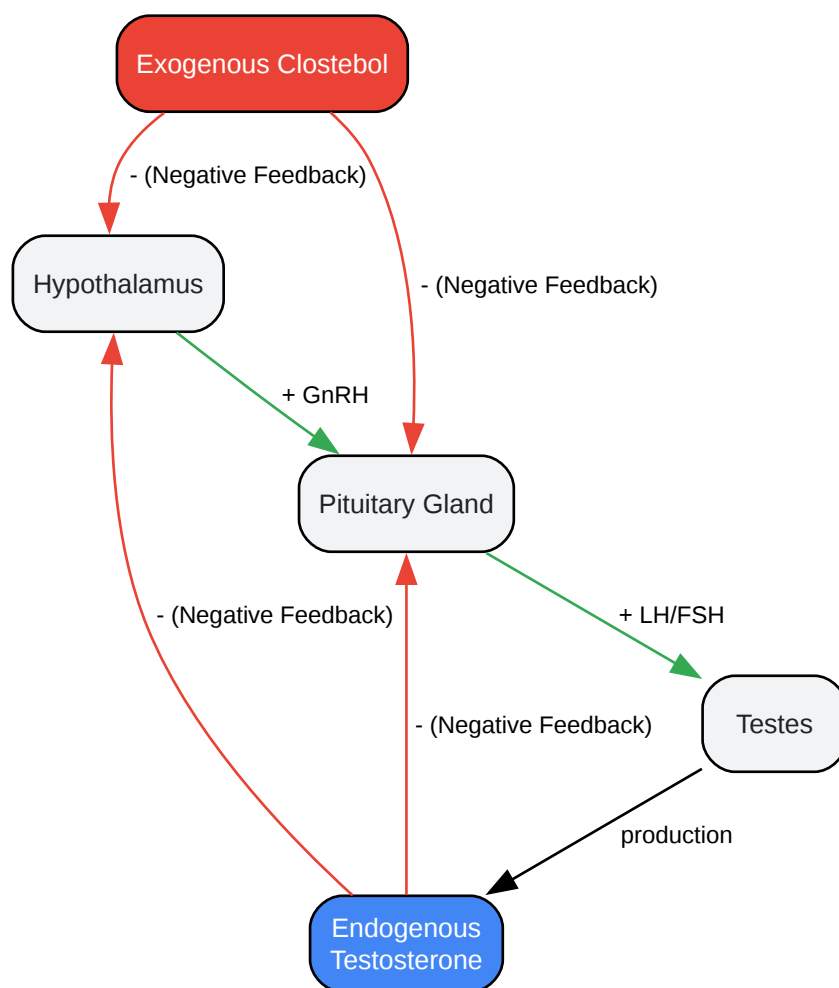 Exogenous Clostebol
- (Negative Feedback)
Hypothalamus
- (Negative Feedback)
+ GnRH
Pituitary Gland
- (Negative Feedback)
+ LH/FSH
- (Negative Feedback)
Testes
production
Endogenous
Testosterone